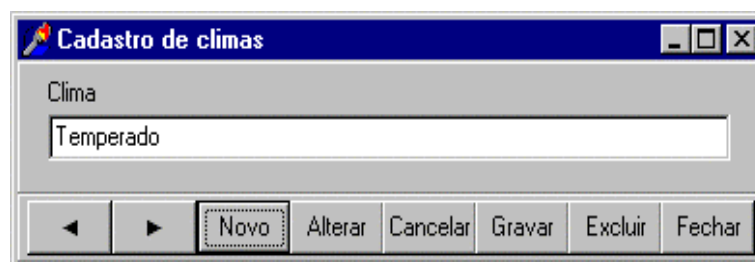 Cadastro de climas
Clima
Temperado
Novo Alterar Cancelar Gravar Excluir Fechar